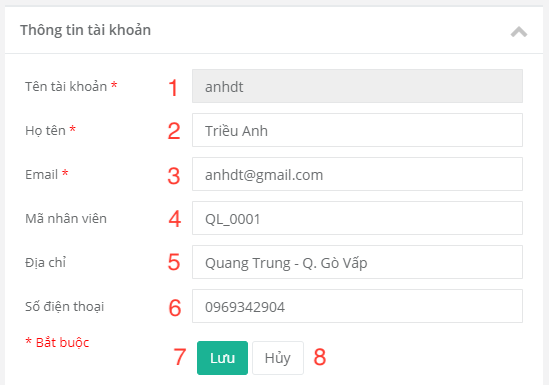 Thông tin tài khoản
Tên tài khoản * 1 anhdt
Họ tên * 2 Triều Anh
Email * 3 anhdt@gmail.com
Mã nhân viên 4 QL_0001
Địa chỉ 5 Quang Trung - Q. Gò Vấp
Số điện thoại 6 0969342904
* Bắt buộc
7 Lưu Hủy 8